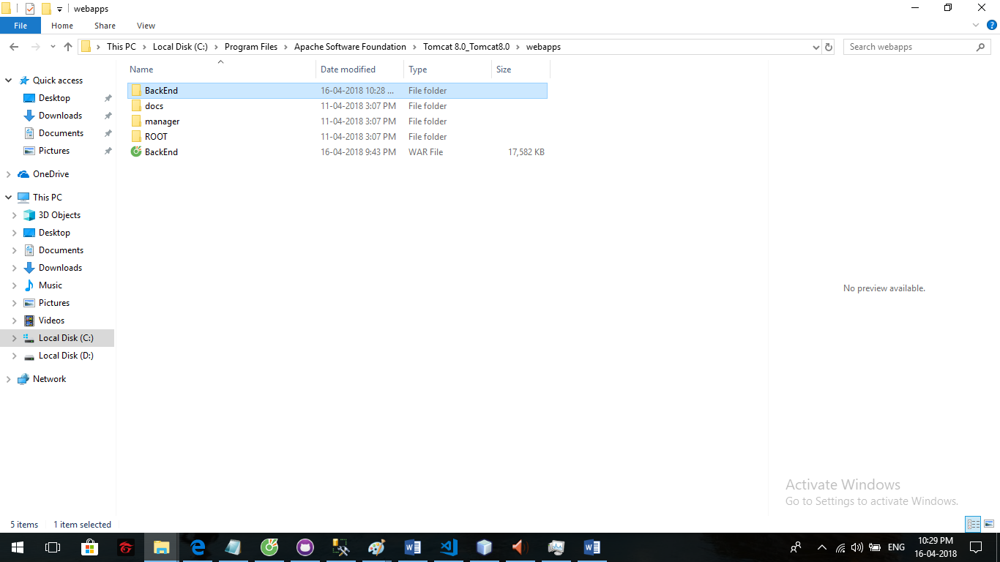 webapps
File Home Share View
This PC Local Disk (C:) Program Files Apache Software Foundation Tomcat 8.0_Tomcat8.0 webapps
Search webapps
Name Date modified Type Size
BackEnd 16-04-2018 10:28 ... File folder
docs 11-04-2018 3:07 PM File folder
manager 11-04-2018 3:07 PM File folder
ROOT 11-04-2018 3:07 PM File folder
BackEnd 16-04-2018 9:43 PM WAR File 17,582 KB
Quick access
Desktop
Downloads
Documents
Pictures
OneDrive
This PC
3D Objects
Desktop
Documents
Downloads
Music
Pictures
Videos
Local Disk (C:)
Local Disk (D:)
Network
No preview available.
Activate Windows
Go to Settings to activate Windows.
5 items 1 item selected
ENG
10:29 PM
16-04-2018